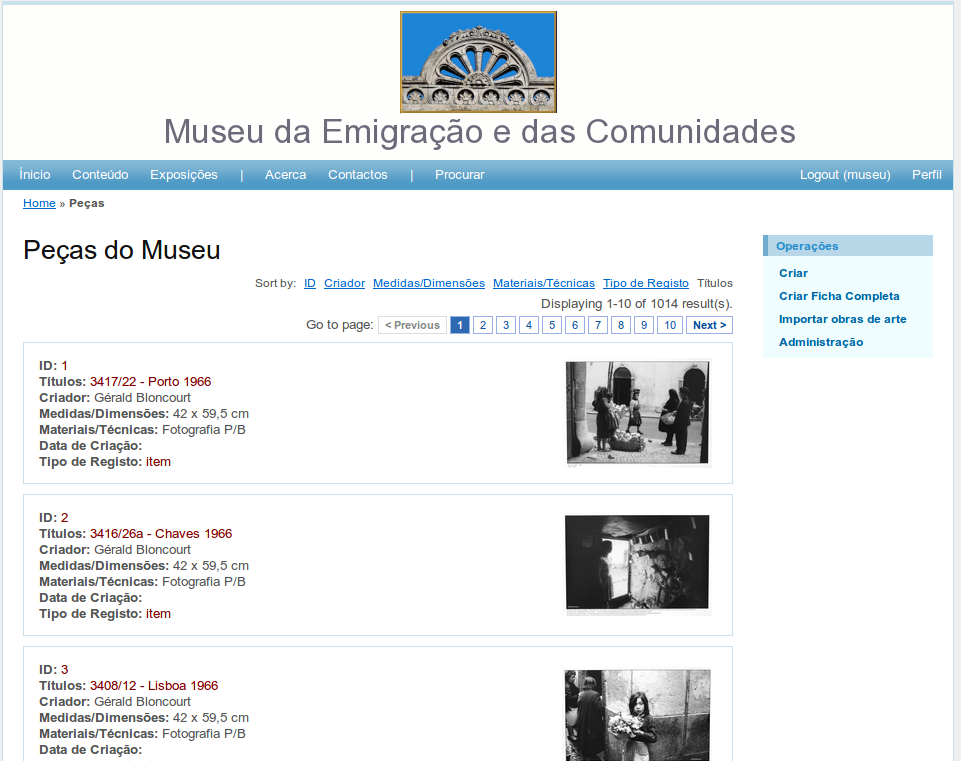 Museu da Emigração e das Comunidades
Ínicio Conteúdo Exposições | Acerca Contactos | Procurar Logout (museu) Perfil
Home » Peças
Peças do Museu
Sort by: ID Criador Medidas/Dimensões Materiais/Técnicas Tipo de Registo Títulos
Displaying 1-10 of 1014 result(s).
Go to page: < Previous 1 2 3 4 5 6 7 8 9 10 Next >
ID: 1
Títulos: 3417/22 - Porto 1966
Criador: Gérald Bloncourt
Medidas/Dimensões: 42 x 59,5 cm
Materiais/Técnicas: Fotografia P/B
Data de Criação:
Tipo de Registo: item
ID: 2
Títulos: 3416/26a - Chaves 1966
Criador: Gérald Bloncourt
Medidas/Dimensões: 42 x 59,5 cm
Materiais/Técnicas: Fotografia P/B
Data de Criação:
Tipo de Registo: item
ID: 3
Títulos: 3408/12 - Lisboa 1966
Criador: Gérald Bloncourt
Medidas/Dimensões: 42 x 59,5 cm
Materiais/Técnicas: Fotografia P/B
Data de Criação:
Operações
Criar
Criar Ficha Completa
Importar obras de arte
Administração